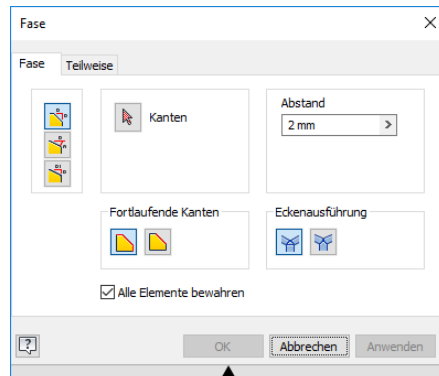 Fase
Fase Teilweise
Kanten
Abstand
2 mm
Fortlaufende Kanten
Eckenausführung
Alle Elemente bewahren
OK Abbrechen Anwenden